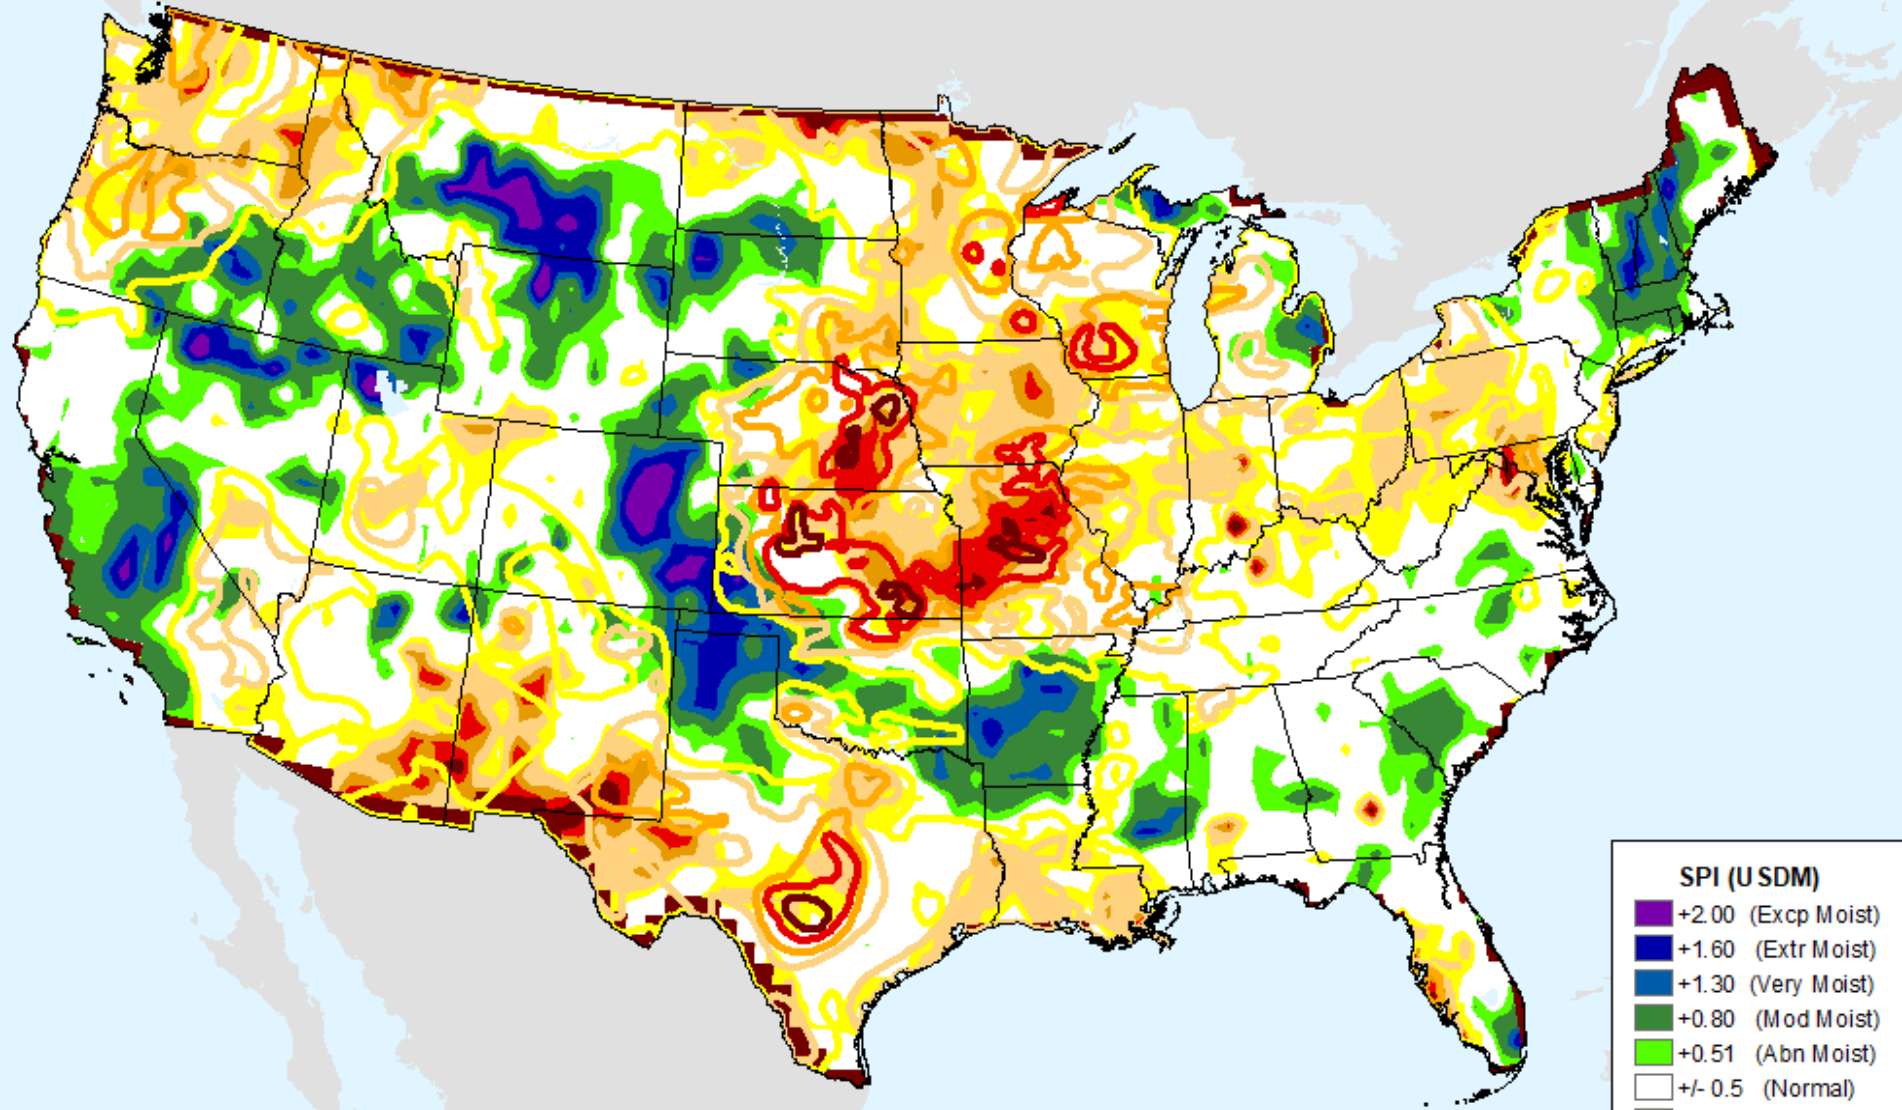 SPI (USDM)
+2.00 (Excp Moist)
+1.60 (Extr Moist)
+1.30 (Very Moist)
+0.80 (Mod Moist)
+0.51 (Abn Moist)
+/- 0.5 (Normal)